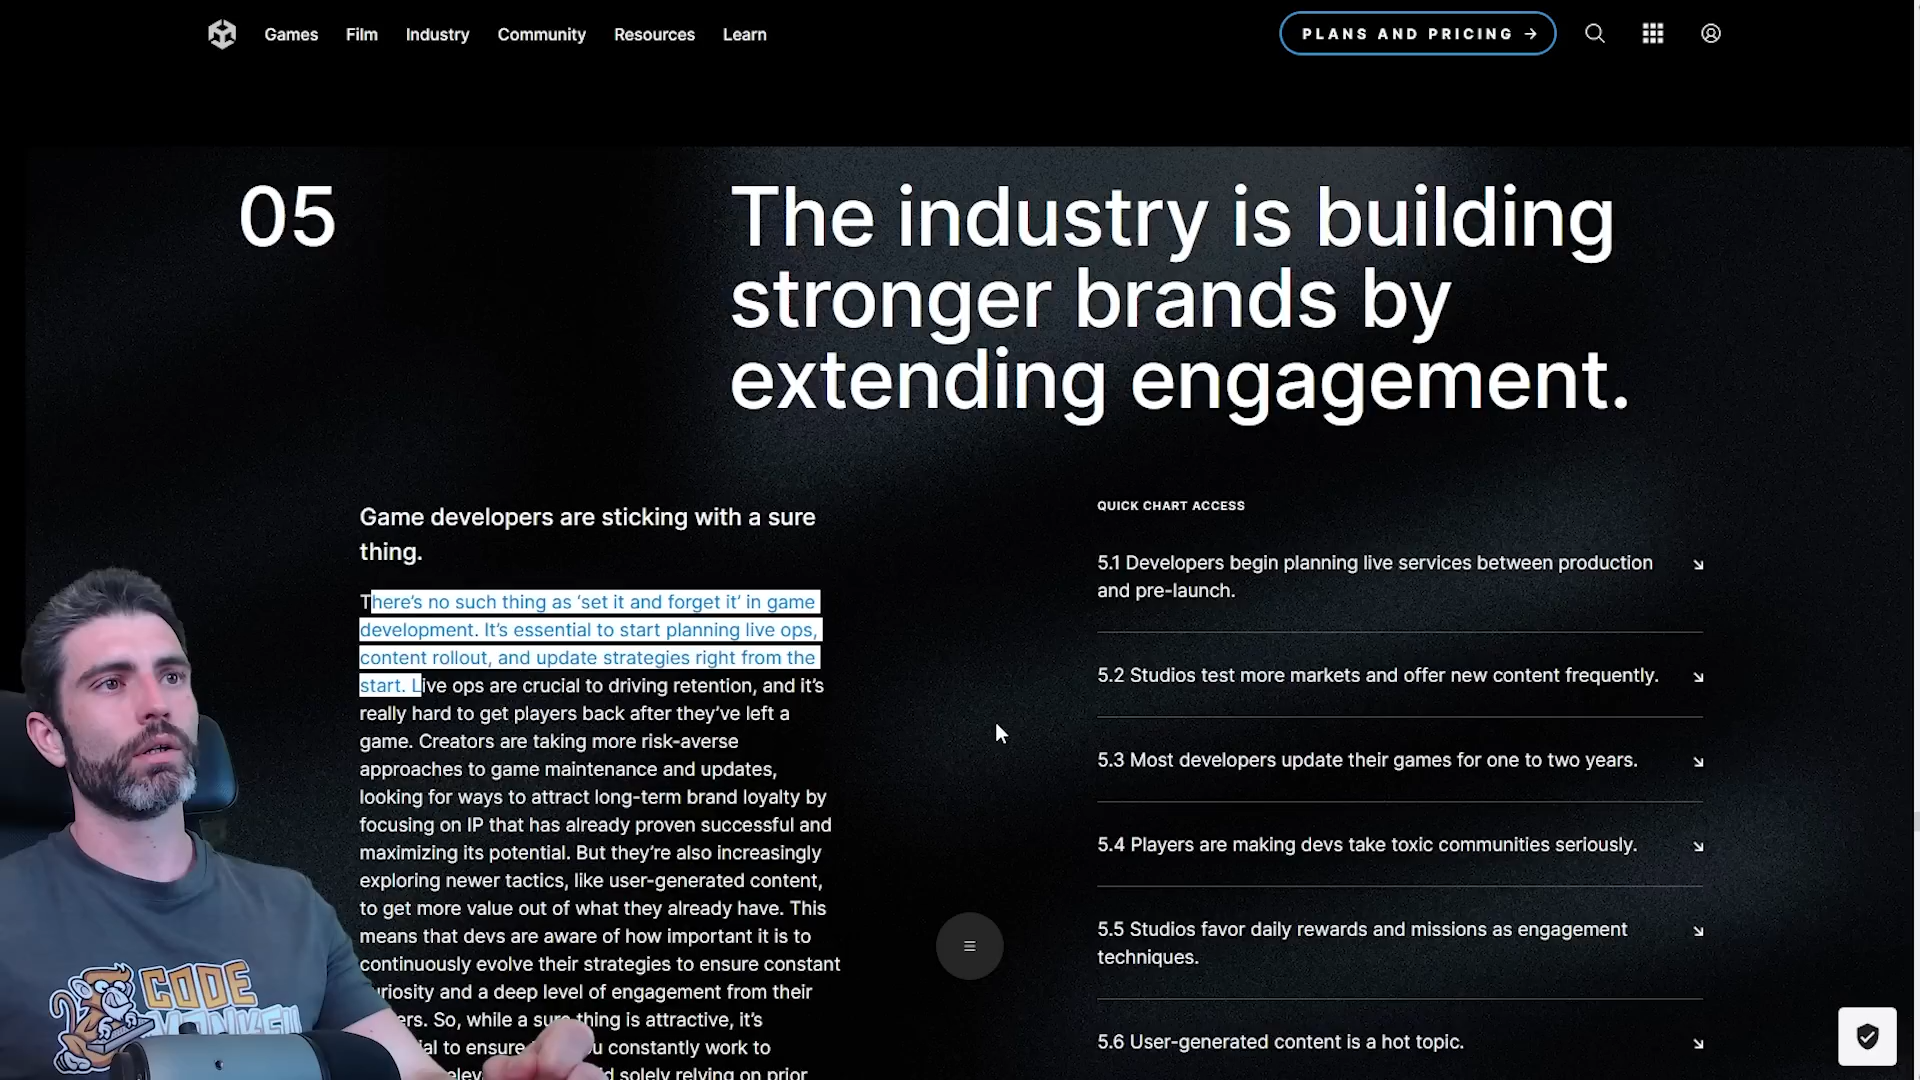 Games Film Industry Community Resources Learn
PLANS AND PRICING →
05
The industry is building
stronger brands by
extending engagement.
Game developers are sticking with a sure
thing.
There’s no such thing as ‘set it and forget it’ in game
development. It’s essential to start planning live ops,
content rollout, and update strategies right from the
start. Live ops are crucial to driving retention, and it’s
really hard to get players back after they’ve left a
game. Creators are taking more risk-averse
approaches to game maintenance and updates,
looking for ways to attract long-term brand loyalty by
focusing on IP that has already proven successful and
maximizing its potential. But they’re also increasingly
exploring newer tactics, like user-generated content,
to get more value out of what they already have. This
means that devs are aware of how important it is to
continuously evolve their strategies to ensure constant
and a deep level of engagement from their
So, while a sure thing is attractive, it’s
to ensure constantly work to
solely relying on prior
QUICK CHART ACCESS
5.1 Developers begin planning live services between production
and pre-launch.
5.2 Studios test more markets and offer new content frequently.
5.3 Most developers update their games for one to two years.
5.4 Players are making devs take toxic communities seriously.
5.5 Studios favor daily rewards and missions as engagement
techniques.
5.6 User-generated content is a hot topic.
CODE
MONKEY